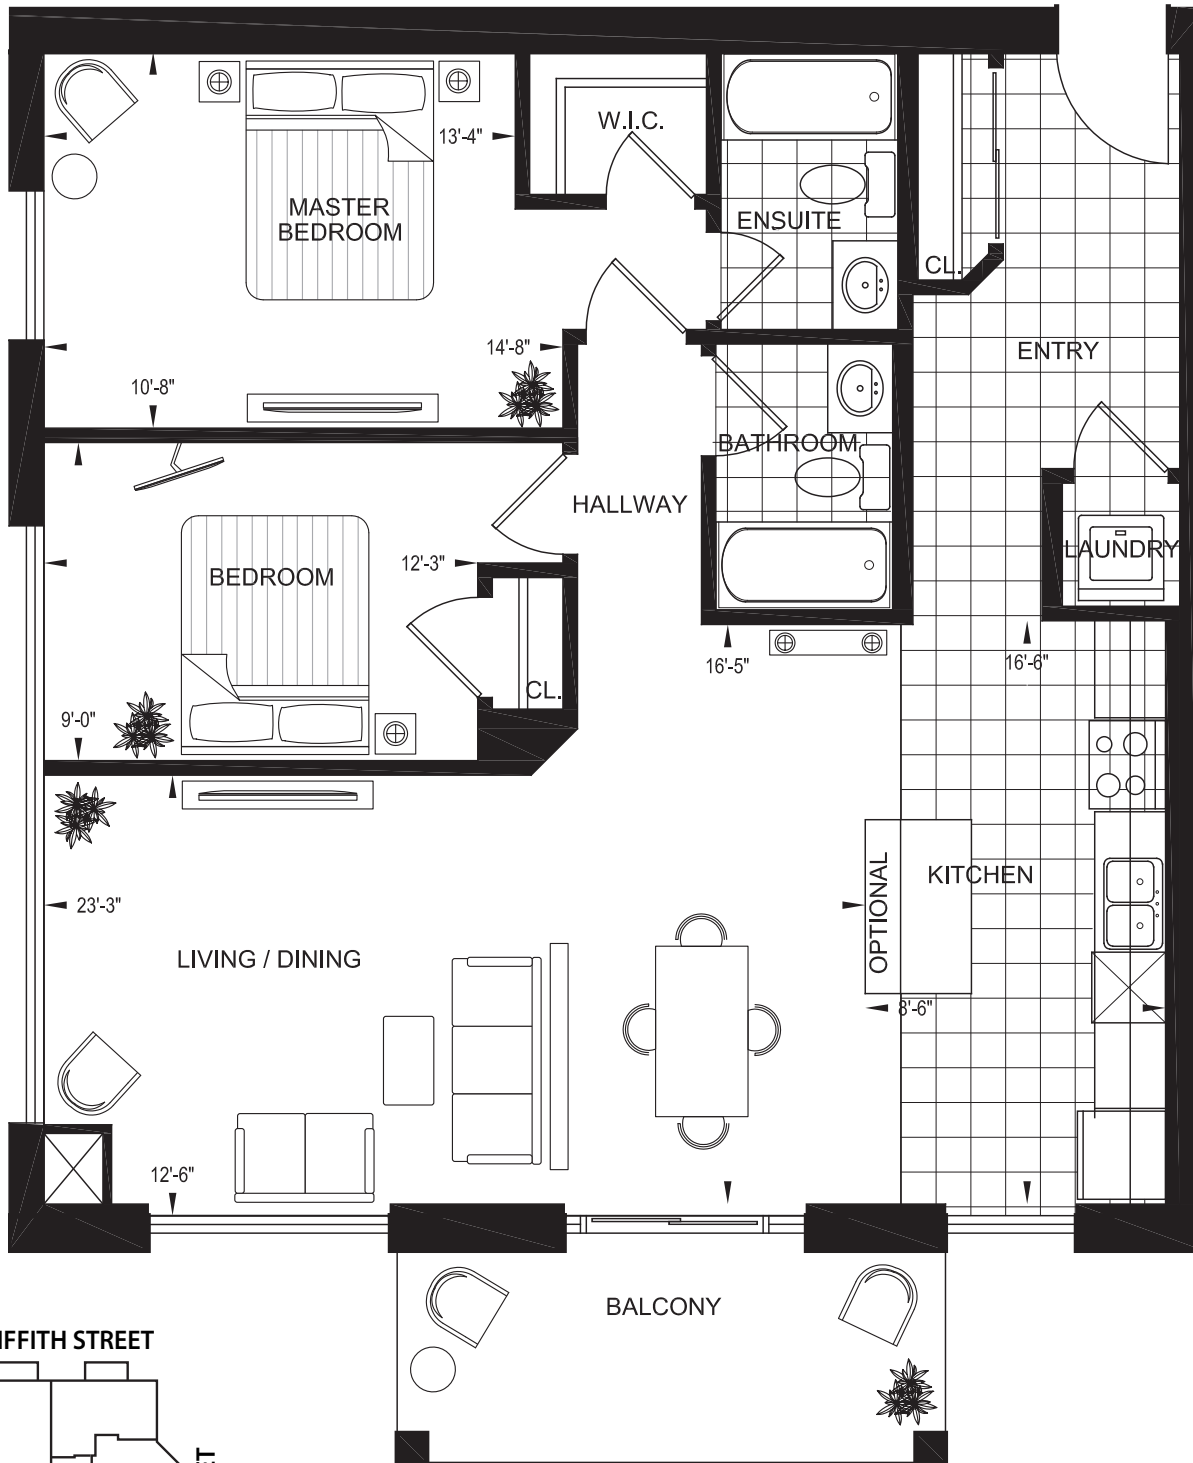 W.I.C.
13'-4"
MASTER
BEDROOM
ENSUITE
CL.
14'-8"
ENTRY
10'-8"
BATHROOM
HALLWAY
LAUNDRY
12'-3"
BEDROOM
16'-5"
16'-6"
CL.
9'-0"
OPTIONAL
KITCHEN
23'-3"
LIVING / DINING
8'-6"
12'-6"
BALCONY
IFFITH STREET
ET